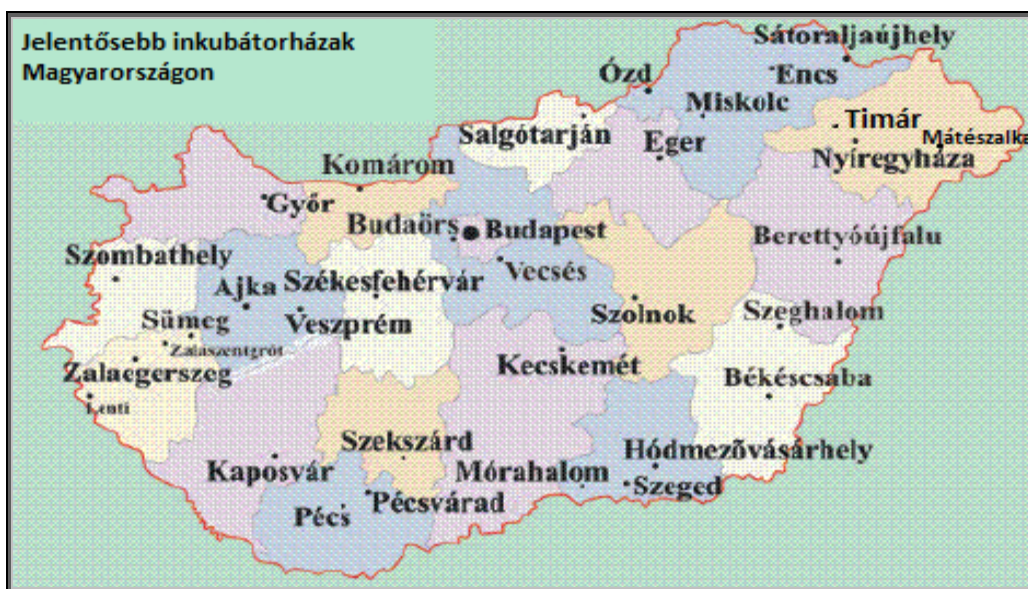 Jelentősebb inkubátorházak
Magyarországon
Sátoraljaújhely
Ózd
Encs
Miskolc
Salgótarján
Eger
Timár
Mátészalka
Nyíregyháza
Komárom
Győr
Budaörs
Budapest
Berettyóújfalu
Szombathely
Vecsés
Ajka
Székesfehérvár
Szolnok
Szeghalom
Sümeg
Veszprém
Zalaszentgrót
Kecskemét
Zalaegerszeg
Békéscsaba
Lenti
Szekszárd
Hódmezõvásárhely
Kaposvár
Mórahalom
Szeged
Pécsvárad
Pécs